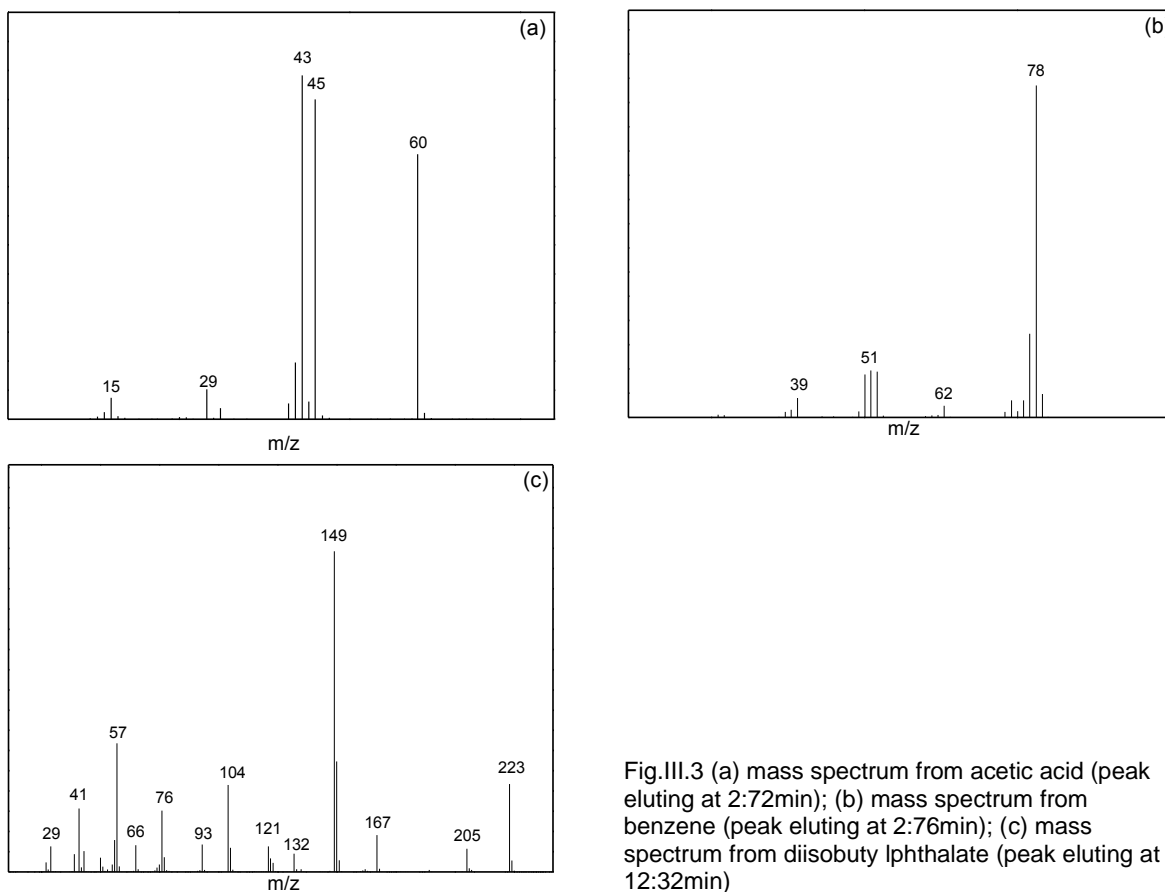 (a)
43
45
60
15
29
m/z
(b
78
51
39
62
m/z
(c)
149
57
104
223
41
76
29
66
93
121
132
167
205
m/z
Fig.III.3 (a) mass spectrum from acetic acid (peak
eluting at 2:72min); (b) mass spectrum from
benzene (peak eluting at 2:76min); (c) mass
spectrum from diisobuty lphthalate (peak eluting at
12:32min)